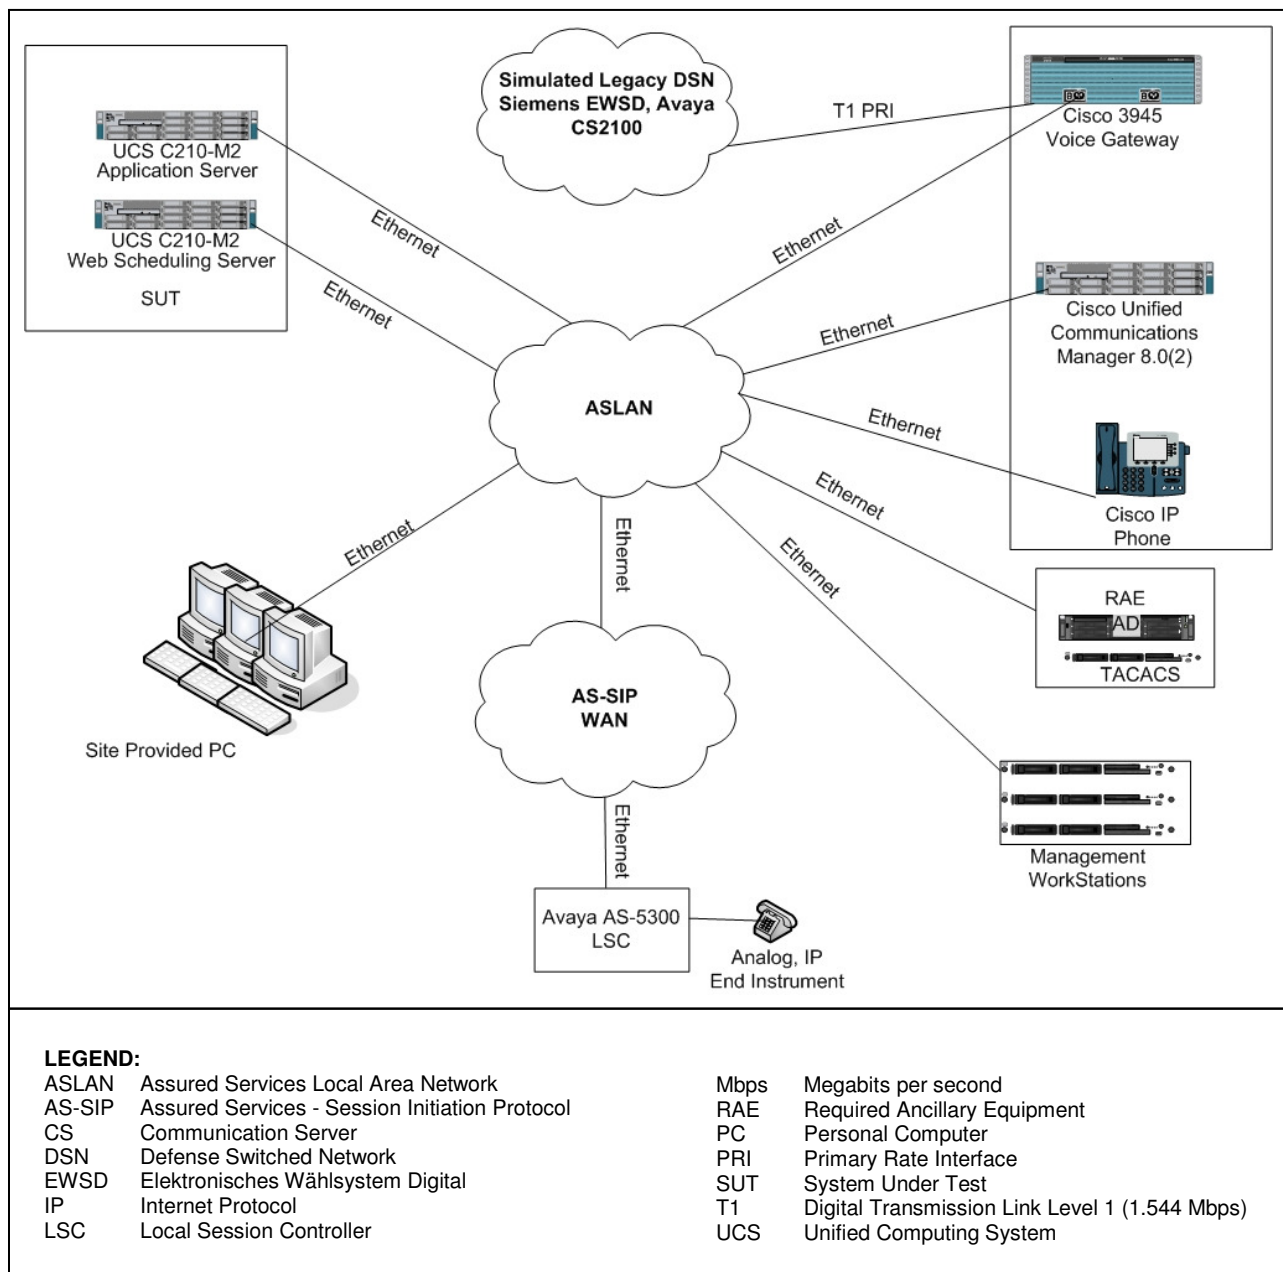 Simulated Legacy DSN
Siemens EWSD, Avaya
CS2100
T1 PRI
Cisco 3945
Voice Gateway
UCS C210-M2
Application Server
UCS C210-M2
Web Scheduling Server
SUT
Ethernet
Ethernet
Ethernet
Ethernet
Cisco Unified
Communications
Manager 8.0(2)
ASLAN
Ethernet
Cisco IP
Phone
Ethernet
Ethernet
Ethernet
Ethernet
RAE
AD
TACACS
Site Provided PC
AS-SIP
WAN
Ethernet
Management
WorkStations
Avaya AS-5300
LSC
Analog, IP
End Instrument
LEGEND:
ASLAN Assured Services Local Area Network
AS-SIP Assured Services - Session Initiation Protocol
CS Communication Server
DSN Defense Switched Network
EWSD Elektronisches Wählsystem Digital
IP Internet Protocol
LSC Local Session Controller
Mbps Megabits per second
RAE Required Ancillary Equipment
PC Personal Computer
PRI Primary Rate Interface
SUT System Under Test
T1 Digital Transmission Link Level 1 (1.544 Mbps)
UCS Unified Computing System